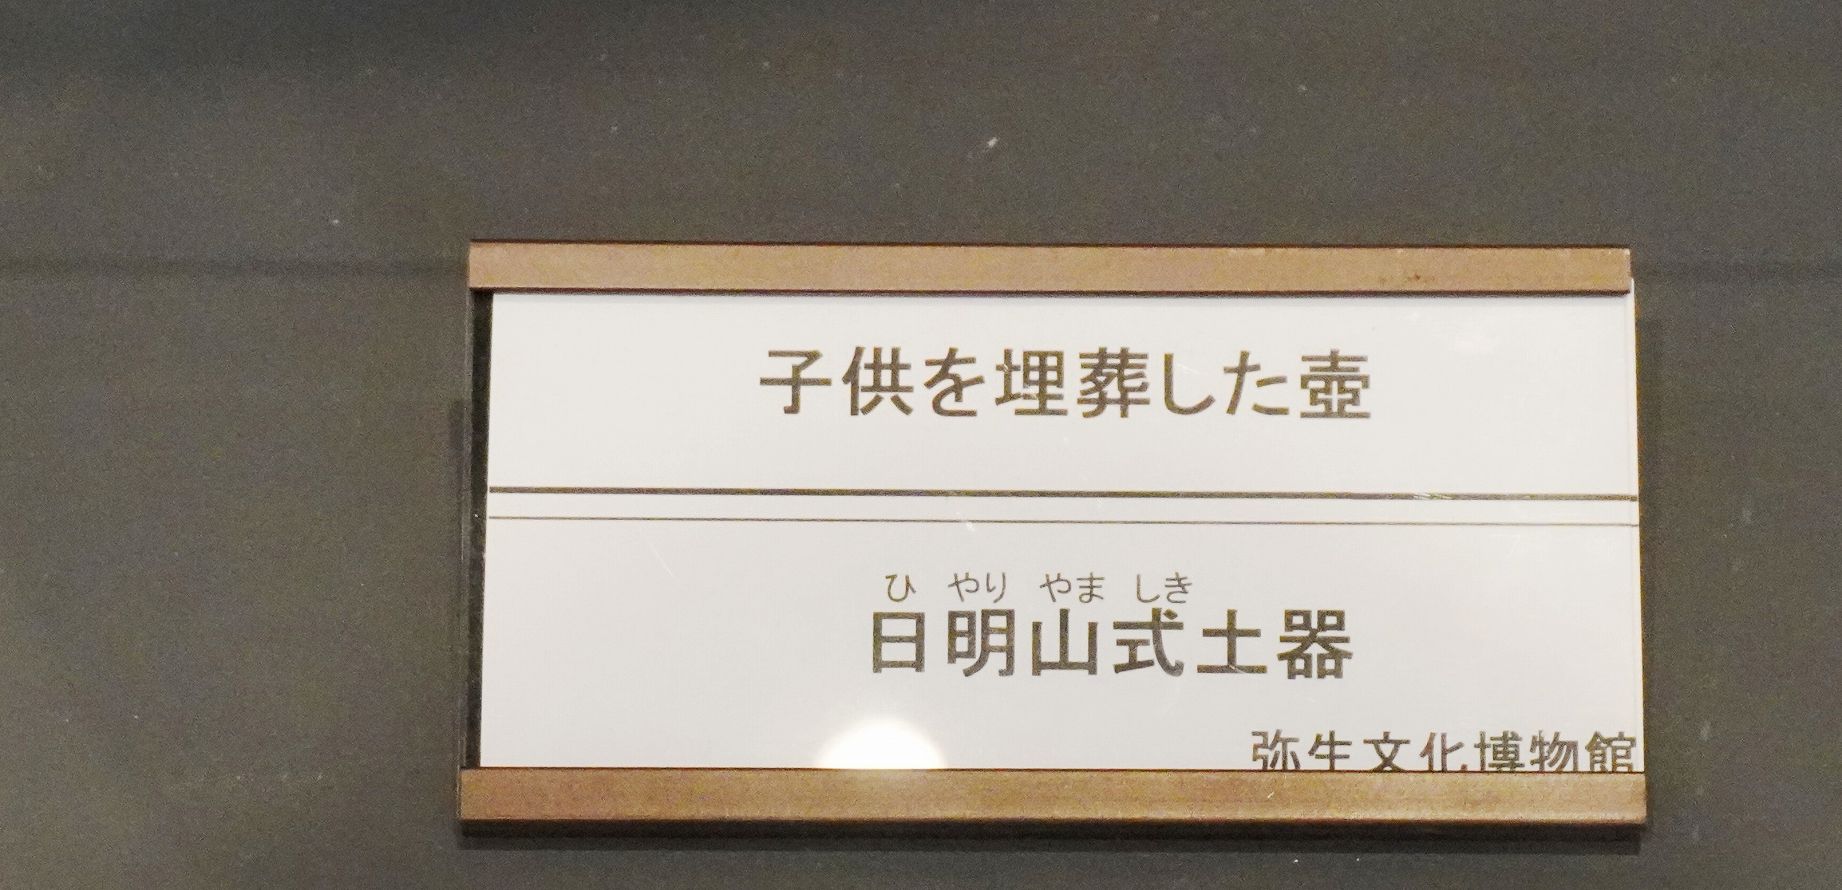 子供を埋葬した壺
ひ やり やま しき
日明山式土器
弥生文化博物館